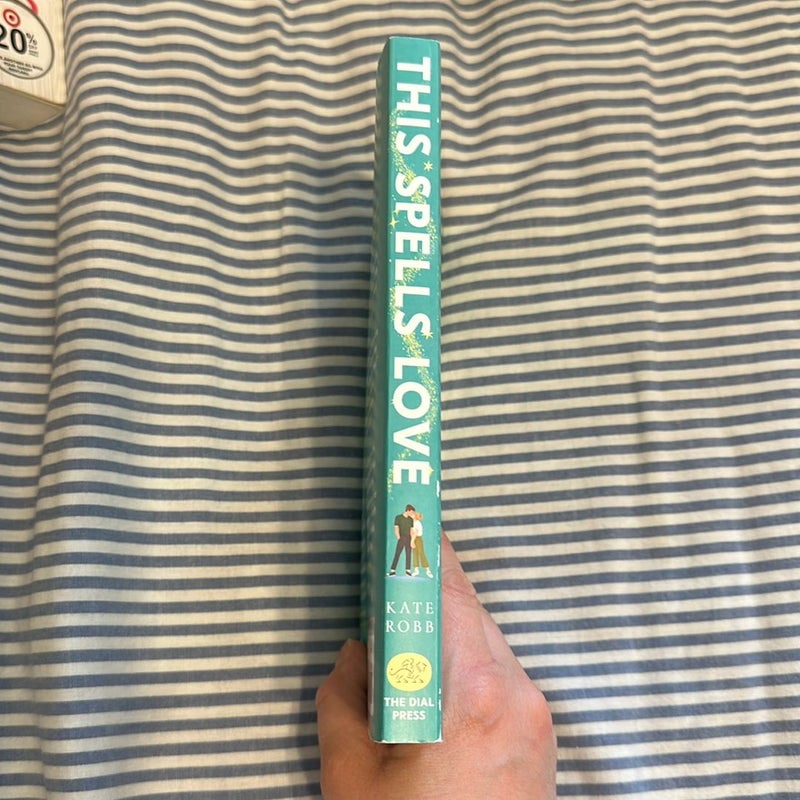 20%
THIS SPELLS LOVE
KATE
ROBB
THE DIAL
PRESS